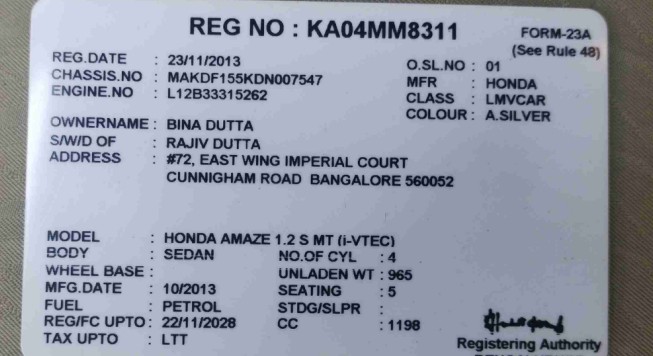 REG NO : KA04MM8311
FORM-23A
(See Rule 48)
REG.DATE : 23/11/2013
O.SL.NO : 01
CHASSIS.NO : MAKDF155KDN007547
MFR : HONDA
ENGINE.NO : L12B33315262
CLASS : LMVCAR
COLOUR : A.SILVER
OWNERNAME : BINA DUTTA
S/W/D OF : RAJIV DUTTA
ADDRESS : #72, EAST WING IMPERIAL COURT
CUNNIGHAM ROAD BANGALORE 560052
MODEL : HONDA AMAZE 1.2 S MT (i-VTEC)
BODY : SEDAN NO.OF CYL : 4
WHEEL BASE : UNLADEN WT : 965
MFG.DATE : 10/2013 SEATING : 5
FUEL : PETROL STDG/SLPR :
REG/FC UPTO : 22/11/2028 CC : 1198
TAX UPTO : LTT
Registering Authority